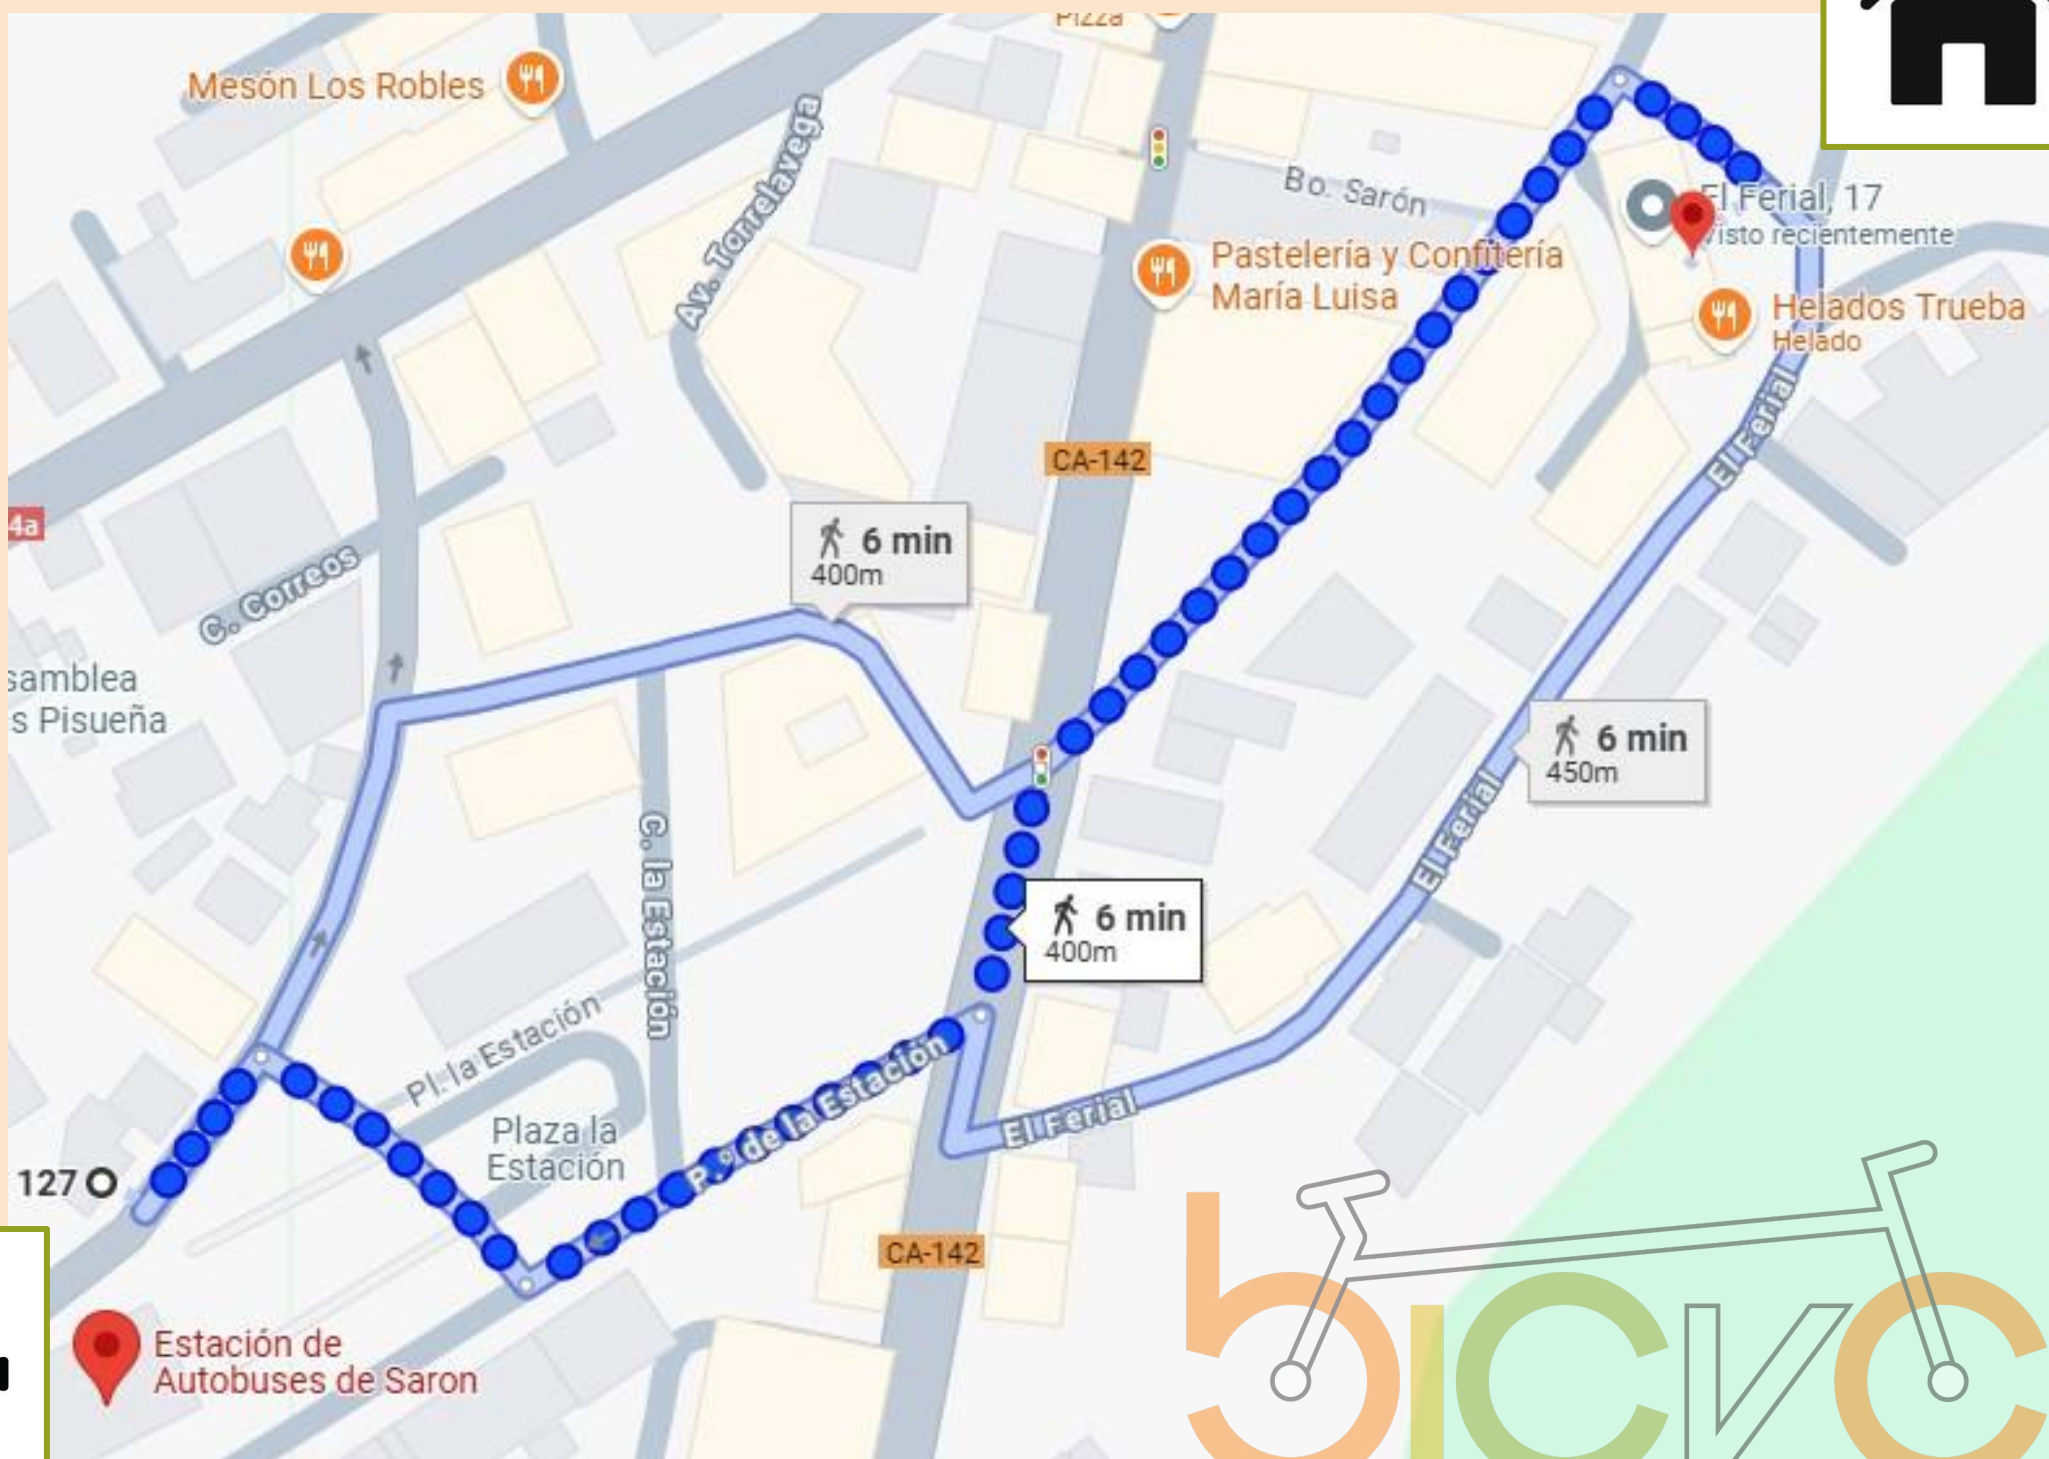 Pizza
Mesón Los Robles
Av. Torrelavega
Bo. Sarón
El Ferial, 17
Visto recientemente
Pastelería y Confitería
María Luisa
Helados Trueba
Helado
El Ferial
CA-142
4a
6 min
400m
C. Correos
samblea
s Pisueña
6 min
450m
El Ferial
C. la Estación
6 min
400m
Pl. la Estación
P.º de la Estación
Plaza la
Estación
El Ferial
127
CA-142
Estación de
Autobuses de Saron
bicvc